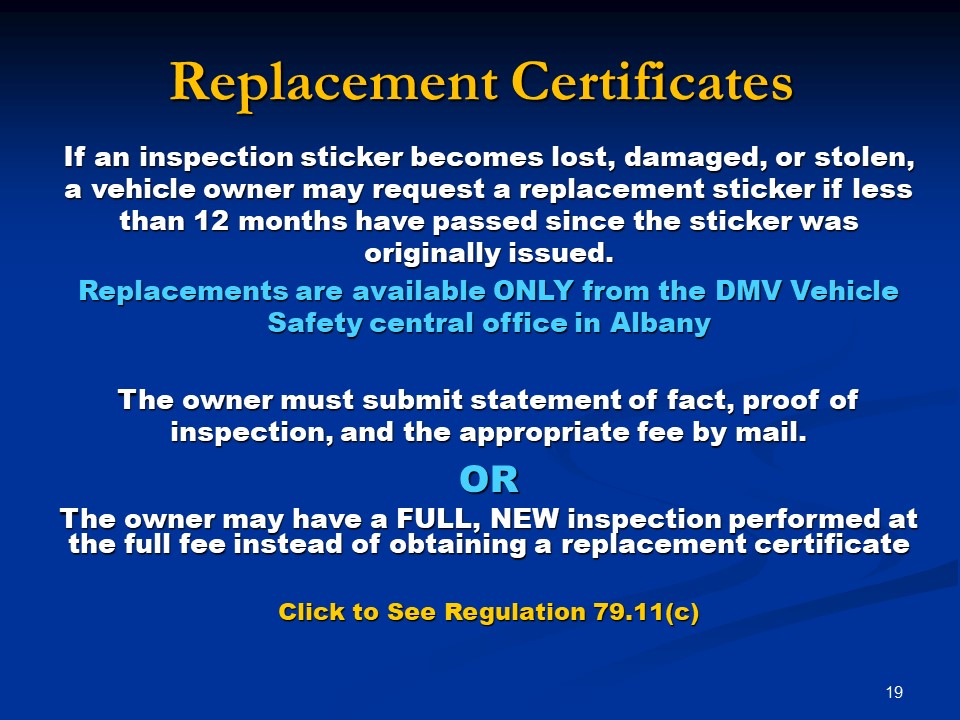 Replacement Certificates
If an inspection sticker becomes lost, damaged, or stolen,
a vehicle owner may request a replacement sticker if less
than 12 months have passed since the sticker was
originally issued.
Replacements are available ONLY from the DMV Vehicle
Safety central office in Albany
The owner must submit statement of fact, proof of
inspection, and the appropriate fee by mail.
OR
The owner may have a FULL, NEW inspection performed at
the full fee instead of obtaining a replacement certificate
Click to See Regulation 79.11(c)
19